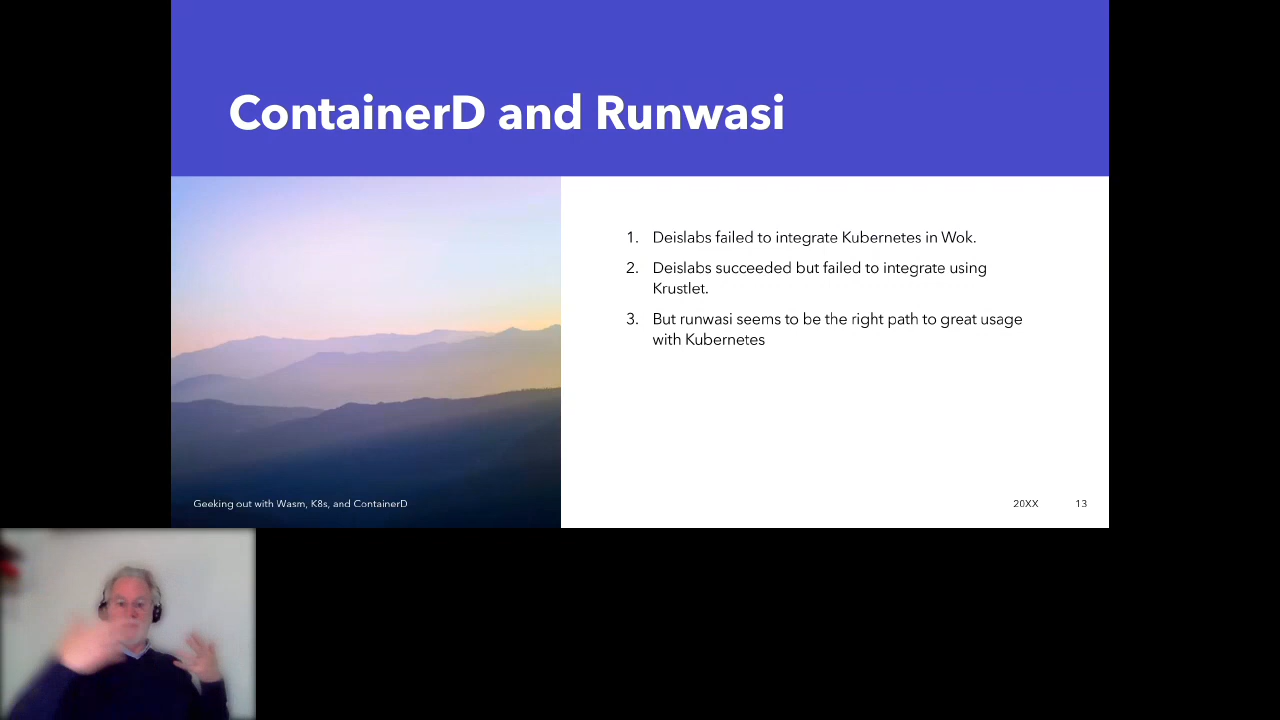 ContainerD and Runwasi
1. Deislabs failed to integrate Kubernetes in Wok.
2. Deislabs succeeded but failed to integrate using
Krustlet.
3. But runwasi seems to be the right path to great usage
with Kubernetes
Geeking out with Wasm, K8s, and ContainerD
20XX
13